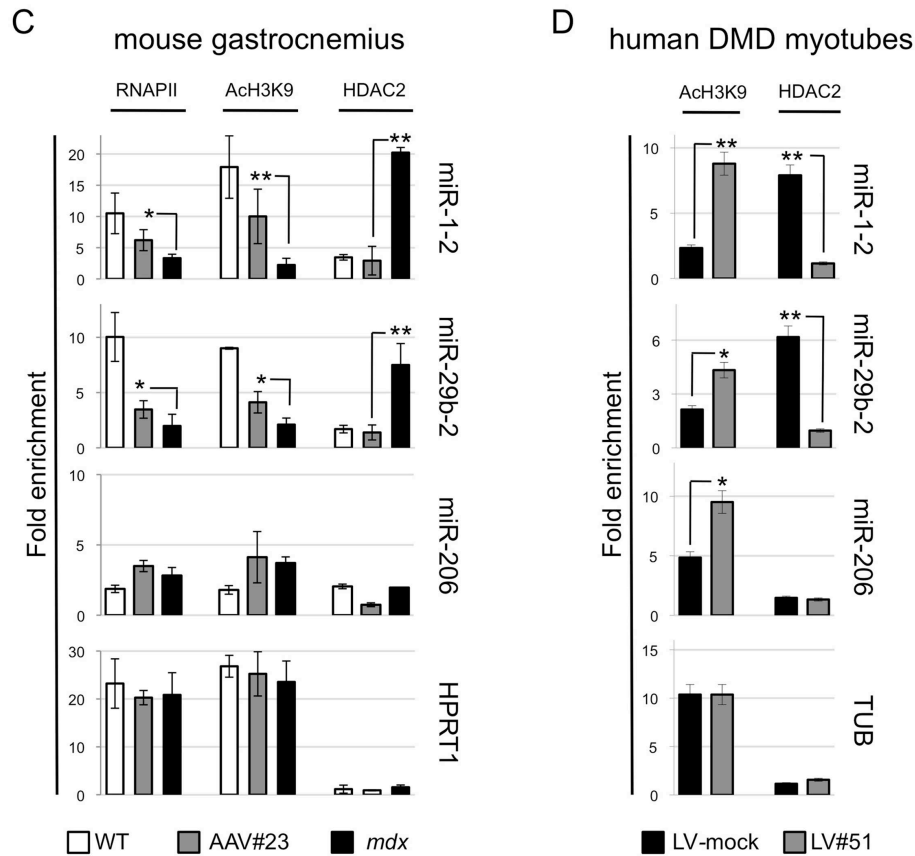 C
mouse gastrocnemius
RNAPII AcH3K9 HDAC2
Fold enrichment
20
15
10
5
0
*
**
**
miR-1-2
10
5
0
*
*
**
miR-29b-2
10
5
0
miR-206
30
20
10
0
HPRT1
WT AAV#23 mdx
D
human DMD myotubes
AcH3K9 HDAC2
Fold enrichment
10
5
0
**
**
miR-1-2
6
3
0
*
**
miR-29b-2
10
5
0
*
miR-206
15
10
5
0
TUB
LV-mock LV#51